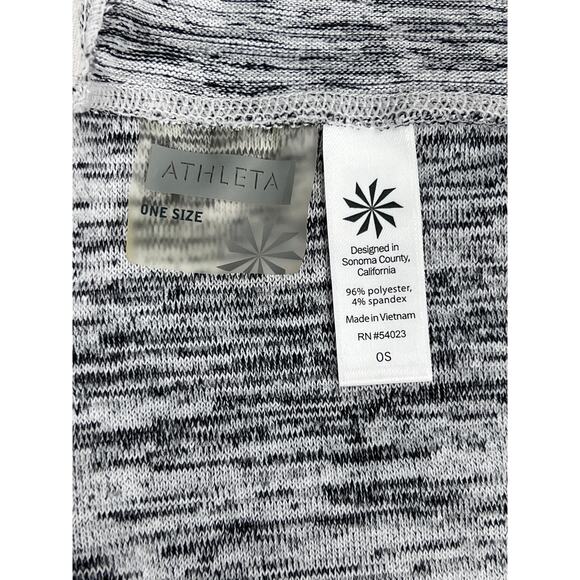 ATHLETA
ONE SIZE
Designed in
Sonoma County,
California
96% polyester,
4% spandex
Made in Vietnam
RN #54023
OS